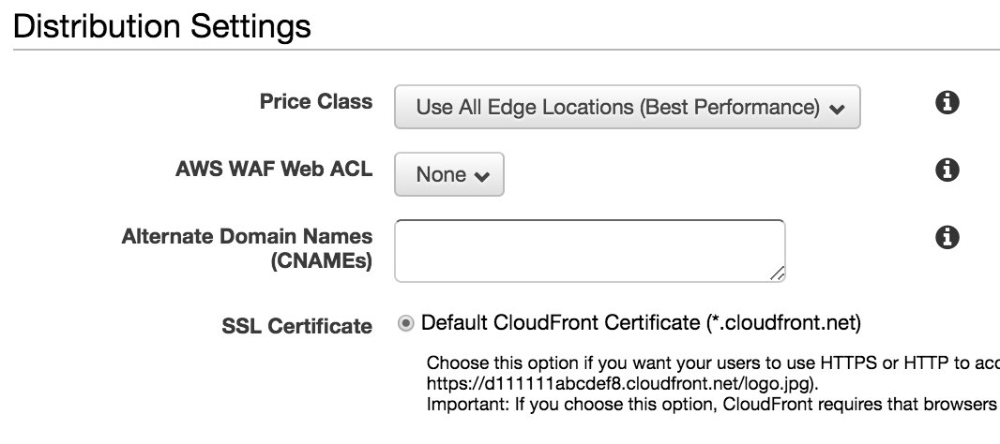 Distribution Settings
Price Class
Use All Edge Locations (Best Performance)
AWS WAF Web ACL
None
Alternate Domain Names
(CNAMEs)
SSL Certificate
Default CloudFront Certificate (*.cloudfront.net)
Choose this option if you want your users to use HTTPS or HTTP to acc
https://d111111abcdef8.cloudfront.net/logo.jpg).
Important: If you choose this option, CloudFront requires that browsers